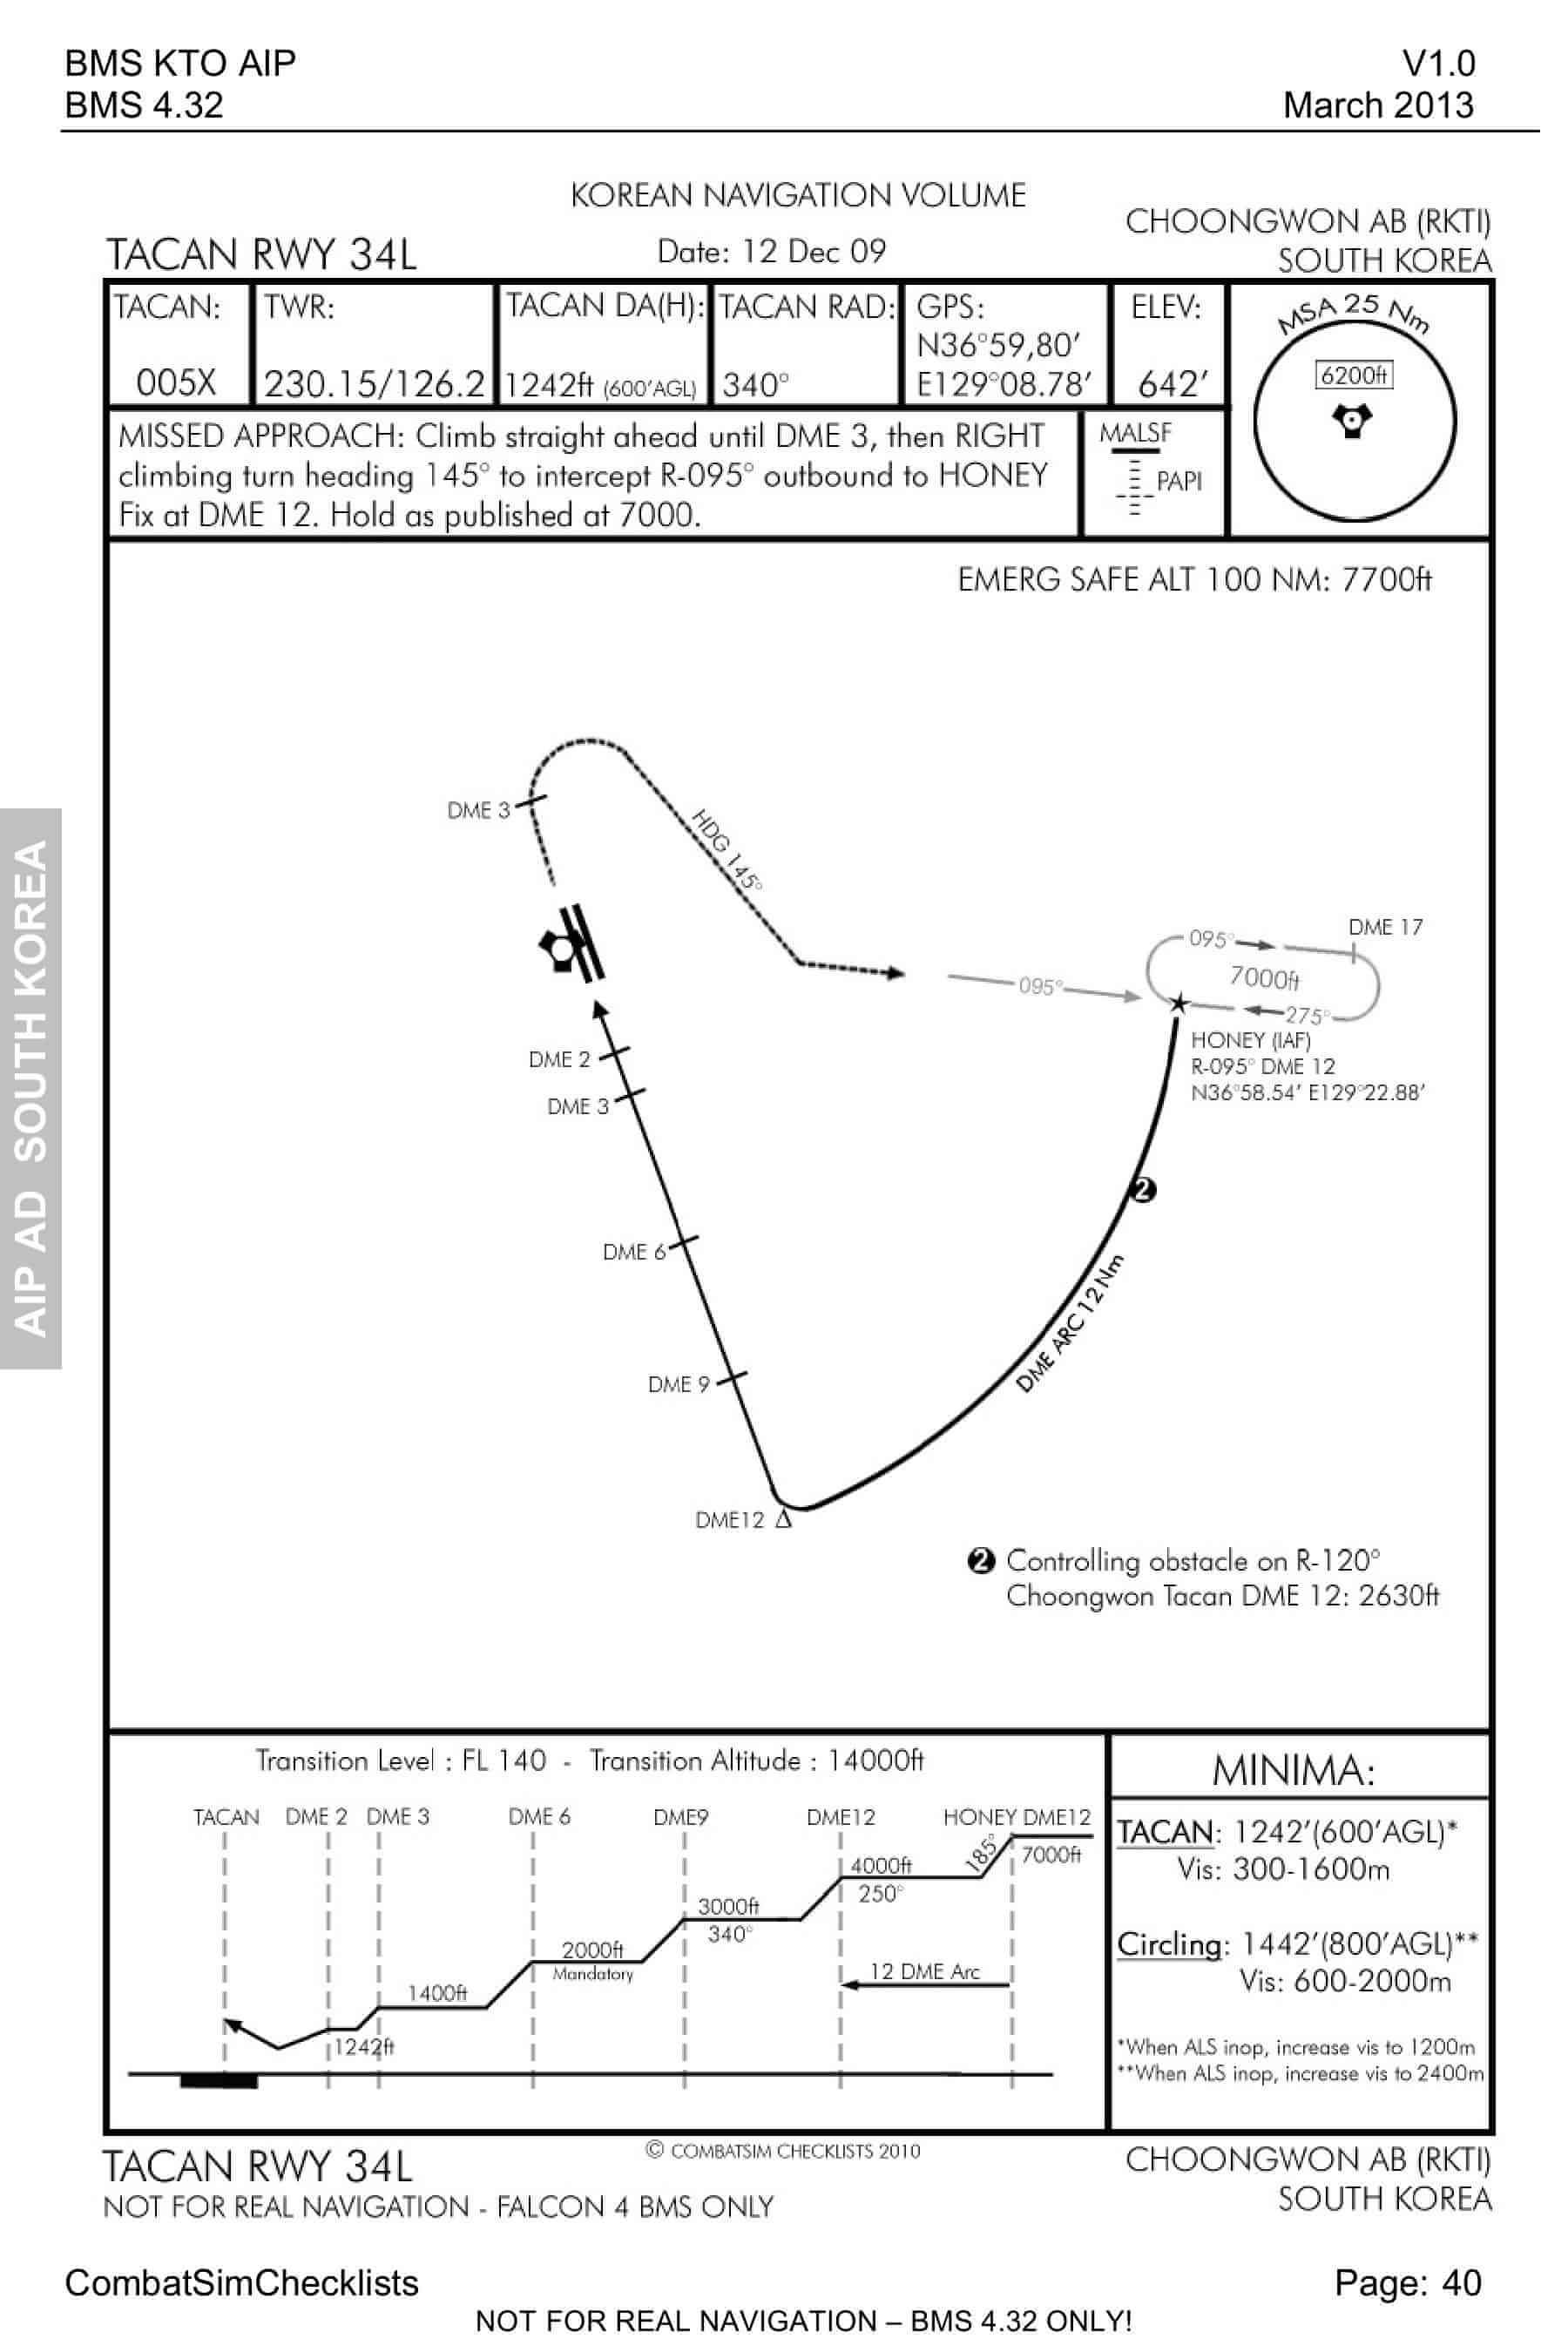 BMS KTO AIP
V1.0
BMS 4.32
March 2013
KOREAN NAVIGATION VOLUME
CHOONGWON AB (RKTI)
TACAN RWY 34L
Date: 12 Dec 09
SOUTH KOREA
TACAN:
005X
TWR:
230.15/126.2
TACAN DA(H):
1242ft (600'AGL)
TACAN RAD:
340°
GPS:
N36°59,80'
E129°08.78'
ELEV:
642'
MSA 25 Nm
6200ft
MISSED APPROACH: Climb straight ahead until DME 3, then RIGHT
climbing turn heading 145° to intercept R-095° outbound to HONEY
Fix at DME 12. Hold as published at 7000.
MALSF
PAPI
EMERG SAFE ALT 100 NM: 7700ft
DME 3
HDG 145°
DME 17
095°
7000ft
095°
275°
HONEY (IAF)
R-095° DME 12
N36°58.54' E129°22.88'
DME 2
DME 3
2
DME 6
DME ARC 12 Nm
DME 9
DME12
2 Controlling obstacle on R-120°
Choongwon Tacan DME 12: 2630ft
AIP AD SOUTH KOREA
Transition Level : FL 140 - Transition Altitude : 14000ft
TACAN DME 2 DME 3 DME 6 DME9 DME12 HONEY DME12
185°
7000ft
4000ft
250°
3000ft
340°
2000ft
Mandatory
12 DME Arc
1400ft
1242ft
MINIMA:
TACAN: 1242'(600'AGL)*
Vis: 300-1600m
Circling: 1442'(800'AGL)**
Vis: 600-2000m
*When ALS inop, increase vis to 1200m
**When ALS inop, increase vis to 2400m
TACAN RWY 34L
© COMBATSIM CHECKLISTS 2010
CHOONGWON AB (RKTI)
NOT FOR REAL NAVIGATION - FALCON 4 BMS ONLY
SOUTH KOREA
CombatSimChecklists
Page: 40
NOT FOR REAL NAVIGATION – BMS 4.32 ONLY!